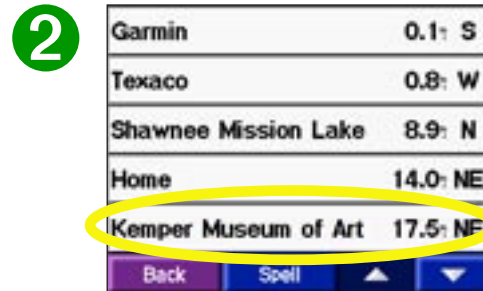 2
Garmin 0.1 S
Texaco 0.8 W
Shawnee Mission Lake 8.9 N
Home 14.0 NE
Kemper Museum of Art 17.5 NE
Back Spell